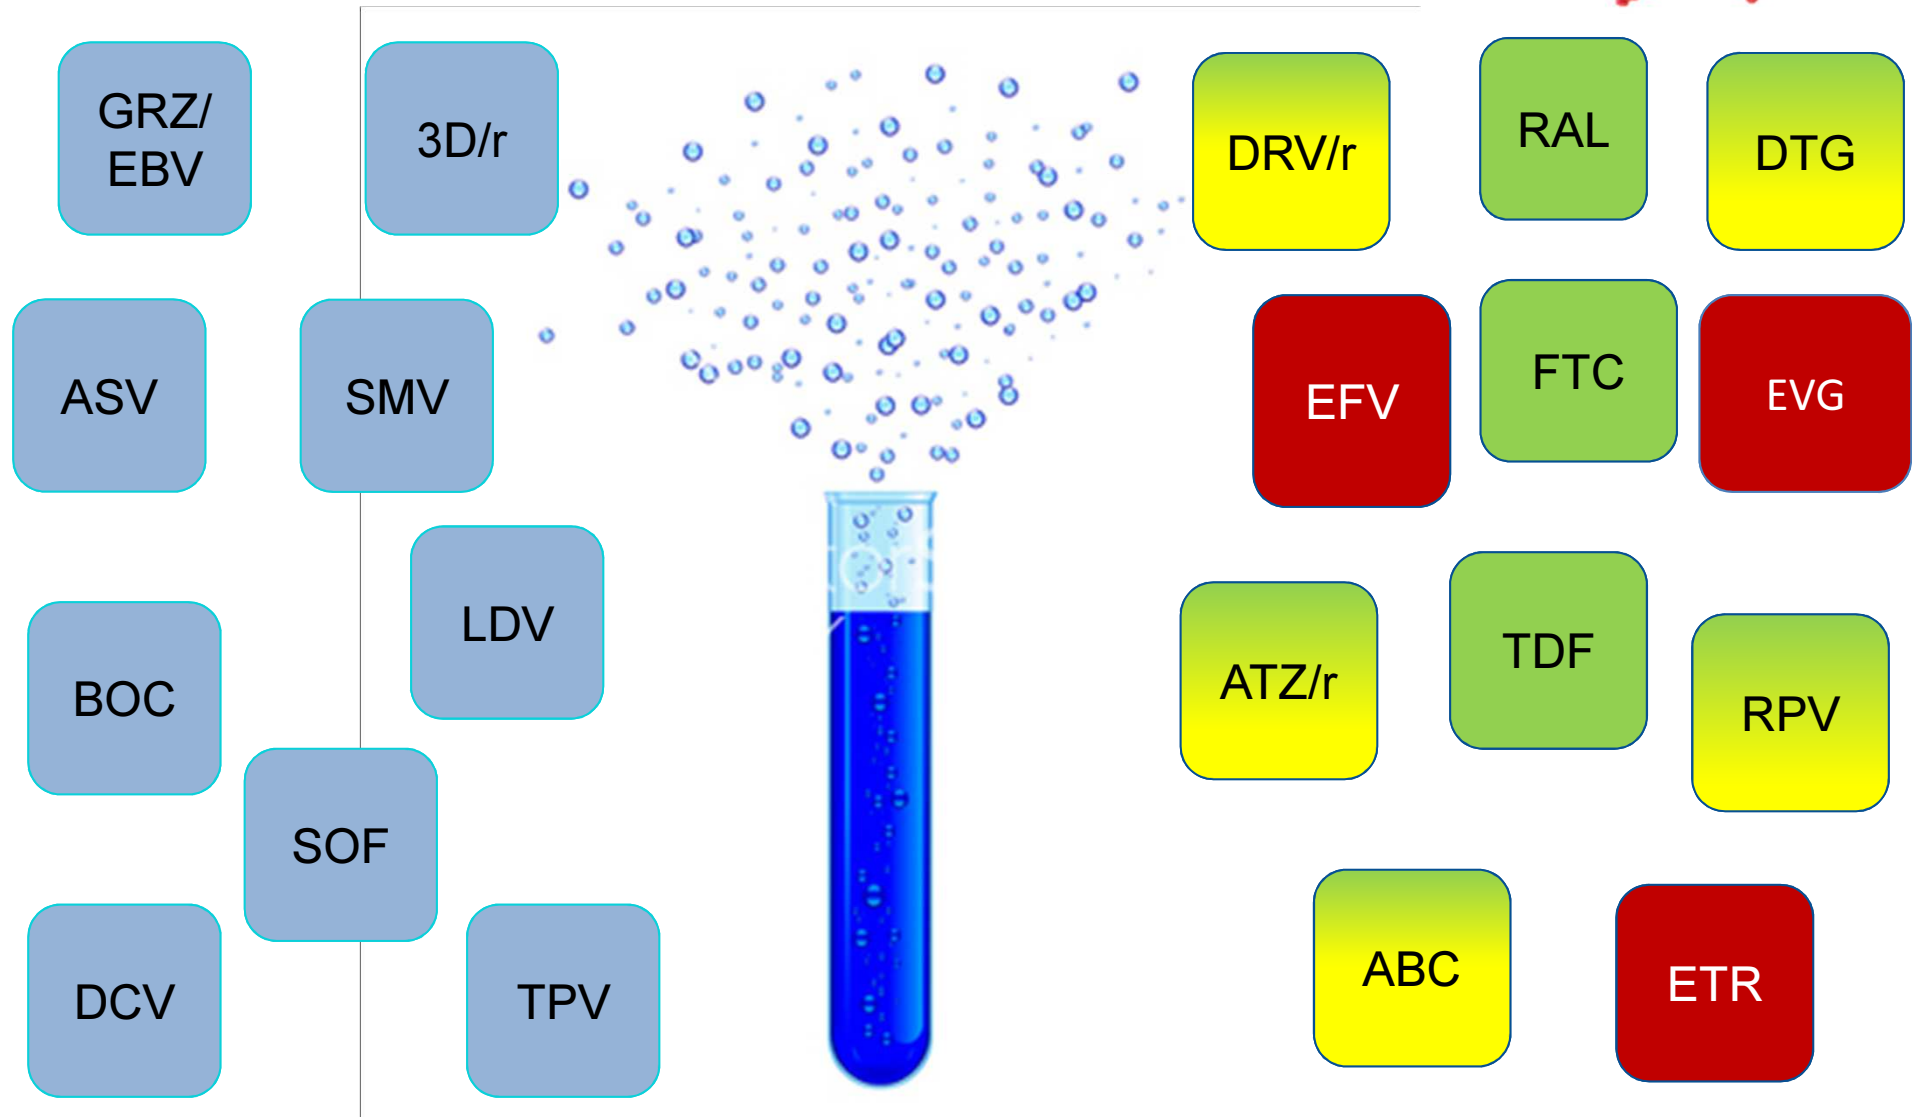 GRZ/
EBV
3D/r
ASV
SMV
LDV
BOC
SOF
DCV
TPV
DRV/r
RAL
DTG
EFV
FTC
EVG
ATZ/r
TDF
RPV
ABC
ETR